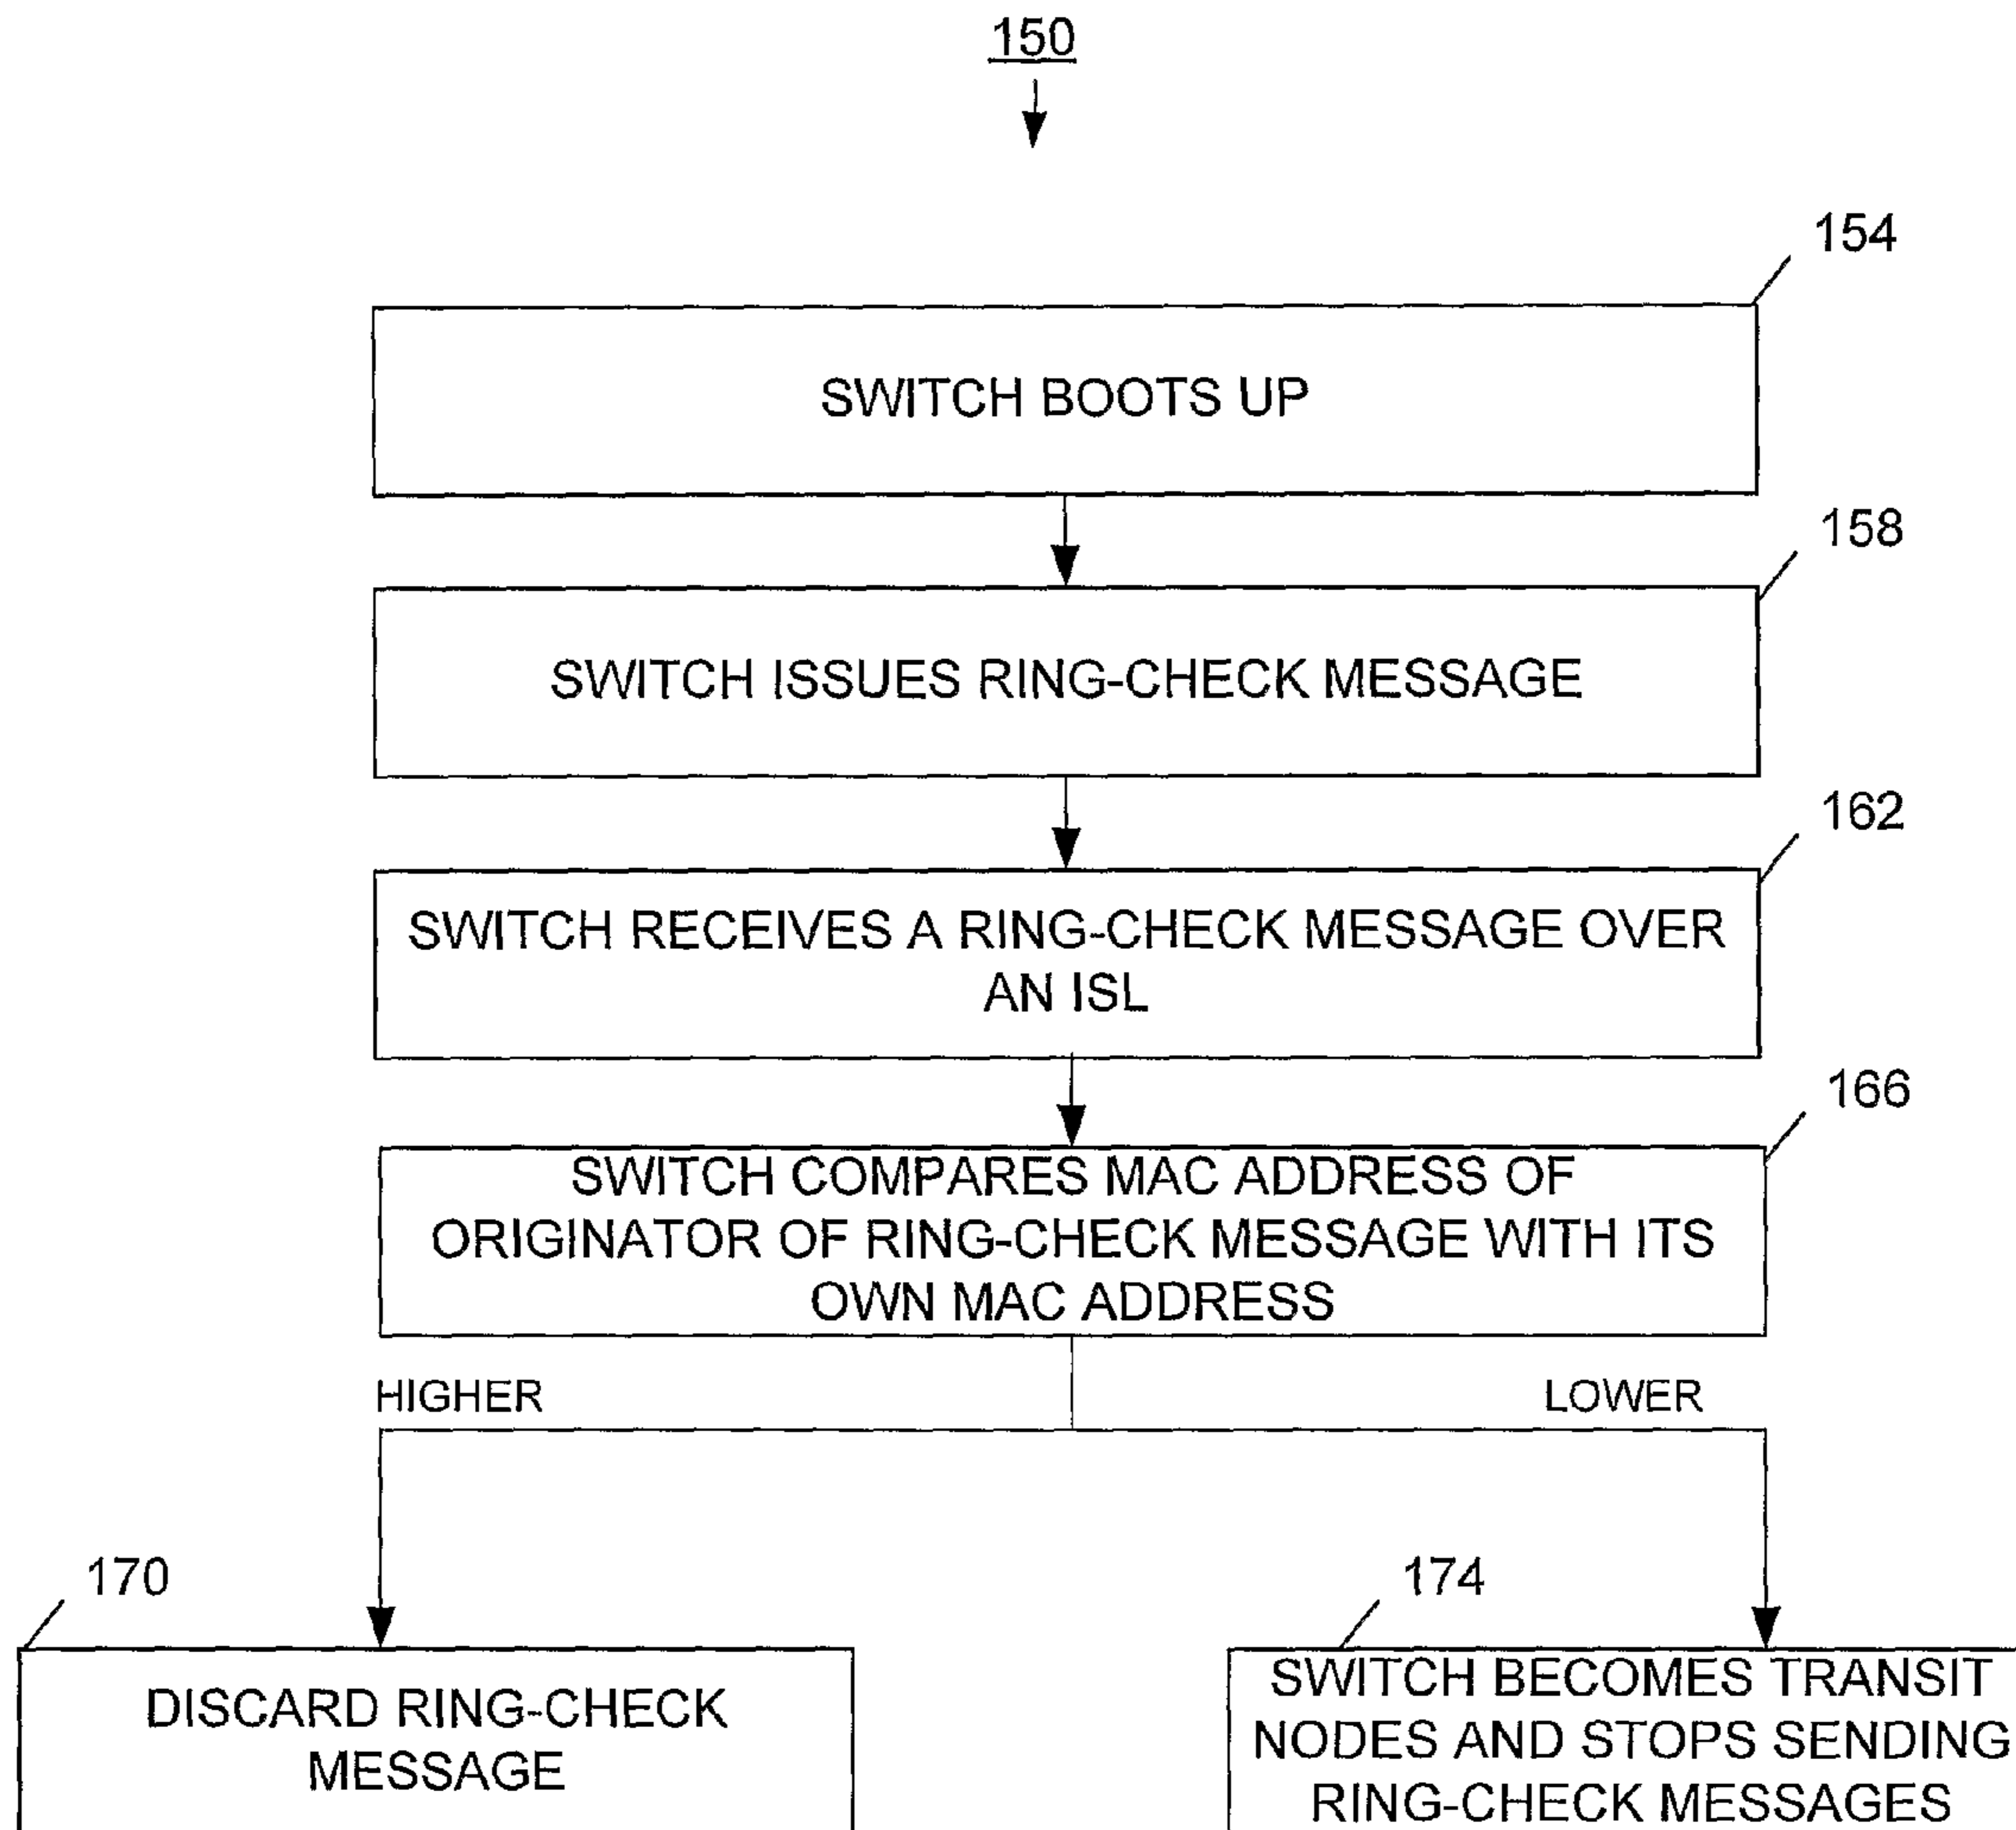 150
154
SWITCH BOOTS UP
158
SWITCH ISSUES RING-CHECK MESSAGE
162
SWITCH RECEIVES A RING-CHECK MESSAGE OVER
AN ISL
166
SWITCH COMPARES MAC ADDRESS OF
ORIGINATOR OF RING-CHECK MESSAGE WITH ITS
OWN MAC ADDRESS
HIGHER
LOWER
170
DISCARD RING-CHECK
MESSAGE
174
SWITCH BECOMES TRANSIT
NODES AND STOPS SENDING
RING-CHECK MESSAGES